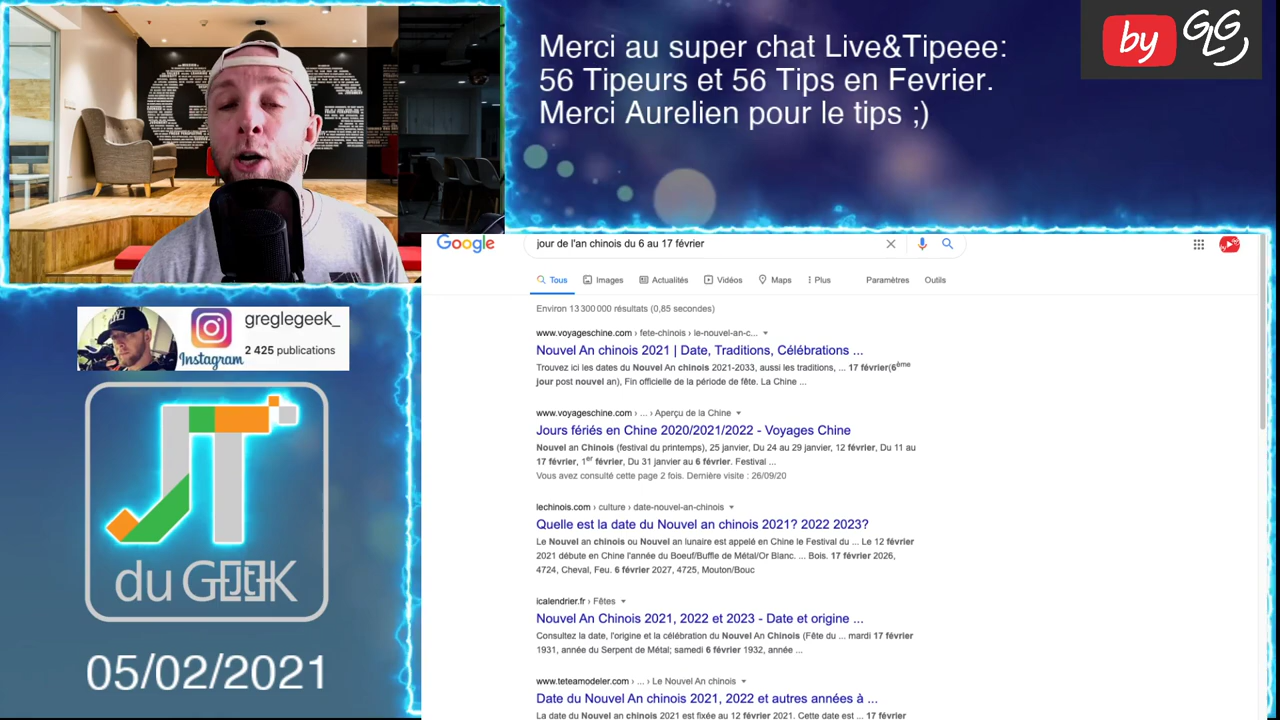 Merci au super chat Live&Tipeee:
56 Tipeurs et 56 Tips en Fevrier.
Merci Aurelien pour le tips ;)
by GLG
Google
jour de l'an chinois du 6 au 17 février
Tous Images Actualités Vidéos Maps Plus Paramètres Outils
Environ 13 300 000 résultats (0,85 secondes)
www.voyageschine.com › fete-chinois › le-nouvel-an-c...
Nouvel An chinois 2021 | Date, Traditions, Célébrations ...
Trouvez ici les dates du Nouvel An chinois 2021-2033, aussi les traditions, ... 17 février(6ème
jour post nouvel an), Fin officielle de la période de fête. La Chine ...
www.voyageschine.com › ... › Aperçu de la Chine
Jours fériés en Chine 2020/2021/2022 - Voyages Chine
Nouvel an Chinois (festival du printemps), 25 janvier, Du 24 au 29 janvier, 12 février, Du 11 au
17 février, 1er février, Du 31 janvier au 6 février. Festival ...
Vous avez consulté cette page 2 fois. Dernière visite : 26/09/20
lechinois.com › culture › date-nouvel-an-chinois
Quelle est la date du Nouvel an chinois 2021? 2022 2023?
Le Nouvel an chinois ou Nouvel an lunaire est appelé en Chine le Festival du ... Le 12 février
2021 débute en Chine l'année du Boeuf/Buffle de Métal/Or Blanc. ... Bois. 17 février 2026,
4724, Cheval, Feu. 6 février 2027, 4725, Mouton/Bouc
icalendrier.fr › Fêtes
Nouvel An Chinois 2021, 2022 et 2023 - Date et origine ...
Consultez la date, l'origine et la célébration du Nouvel An Chinois (Fête du ... mardi 17 février
1931, année du Serpent de Métal; samedi 6 février 1932, année ...
www.teteamodeler.com › ... › Le Nouvel An chinois
Date du Nouvel An chinois 2021, 2022 et autres années à ...
La date du Nouvel an chinois 2021 est fixée au 12 février 2021. Cette date est ... 17 février
greglegeek_
Instagram
2 425 publications
JT
du GEEK
05/02/2021